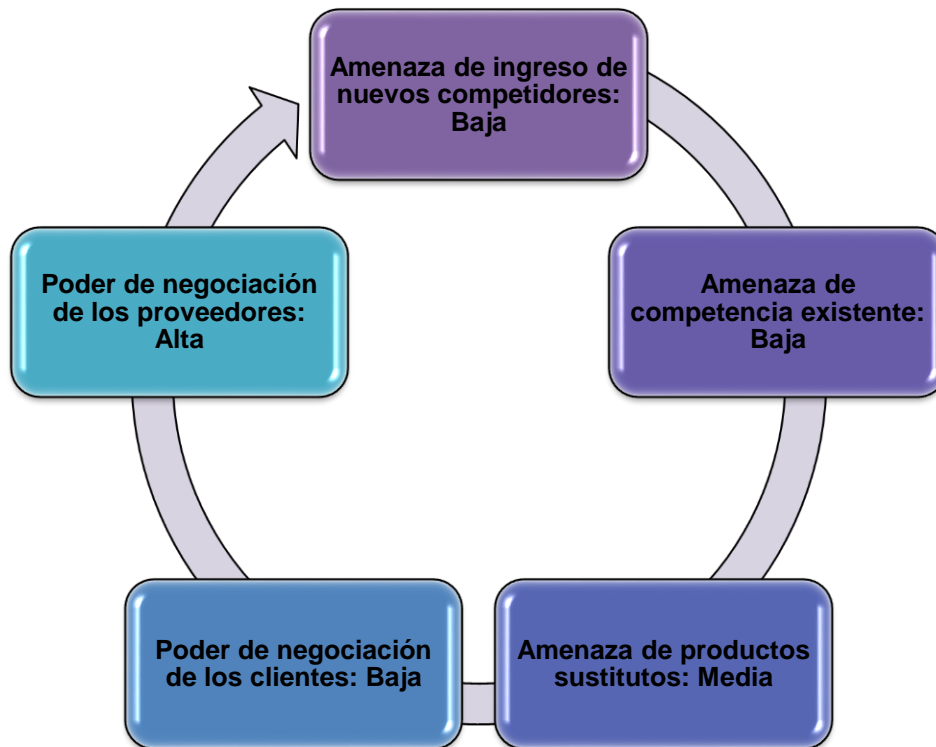 Amenaza de ingreso de
nuevos competidores:
Baja
Amenaza de
competencia existente:
Baja
Amenaza de productos
sustitutos: Media
Poder de negociación
de los clientes: Baja
Poder de negociación
de los proveedores:
Alta